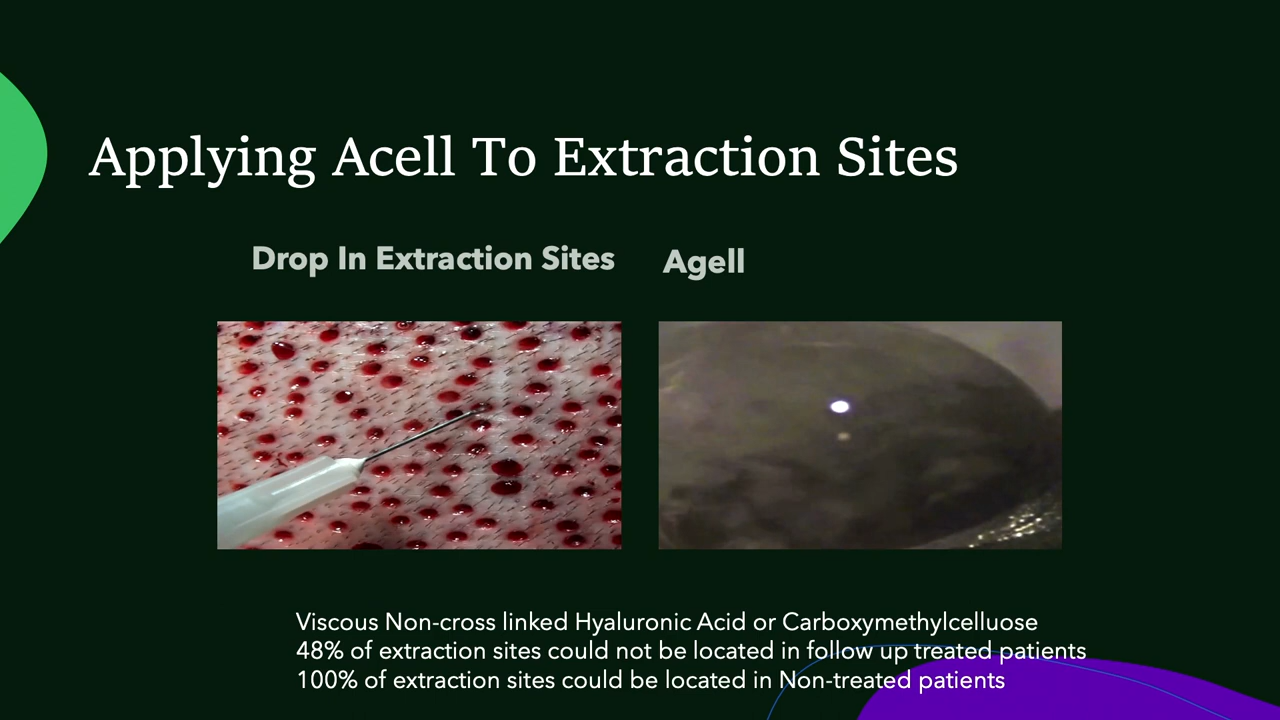 Applying Acell To Extraction Sites
Drop In Extraction Sites
Agell
Viscous Non-cross linked Hyaluronic Acid or Carboxymethylcelluose
48% of extraction sites could not be located in follow up treated patients
100% of extraction sites could be located in Non-treated patients